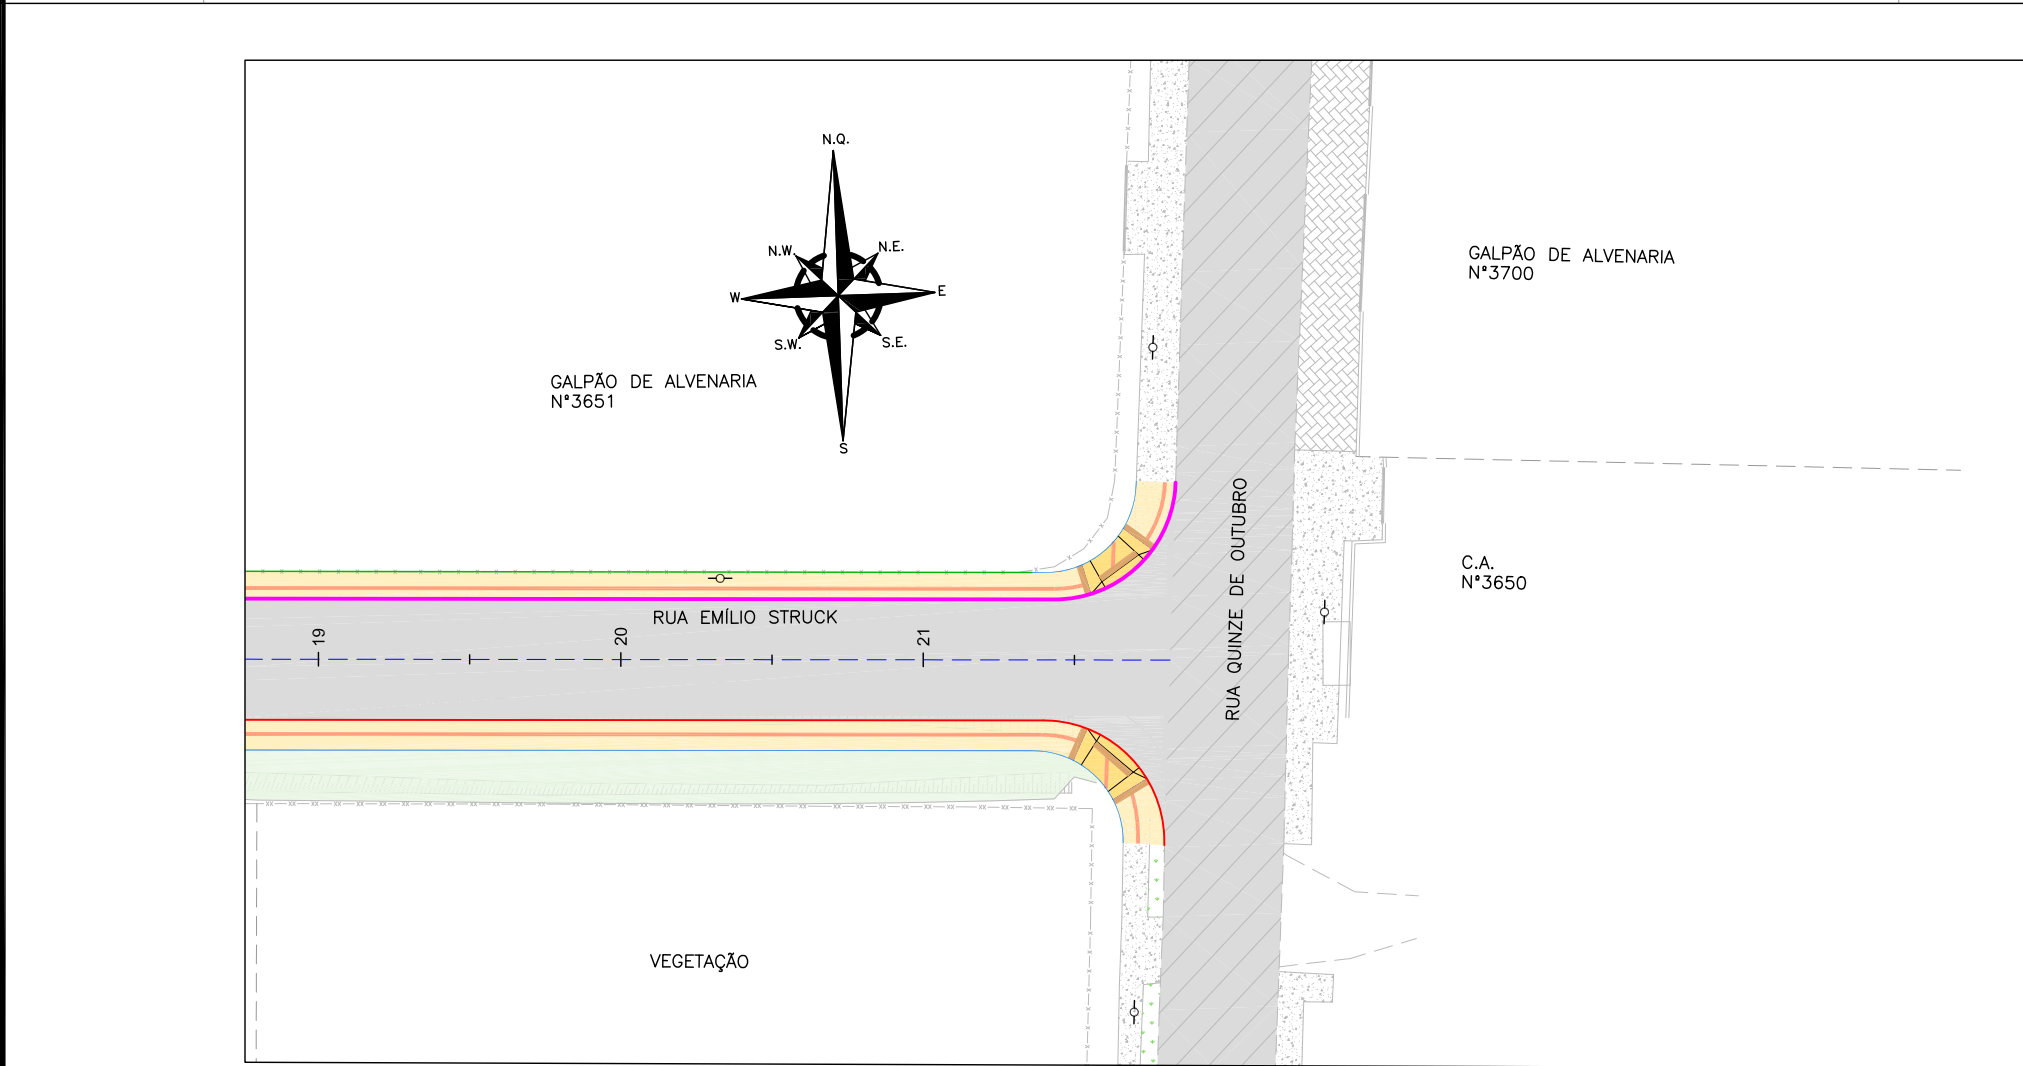 N.Q.
N.W.
N.E.
W
E
S.W.
S.E.
S
GALPÃO DE ALVENARIA
N°3700
GALPÃO DE ALVENARIA
N°3651
RUA QUINZE DE OUTUBRO
C.A.
N°3650
RUA EMÍLIO STRUCK
19
20
21
VEGETAÇÃO